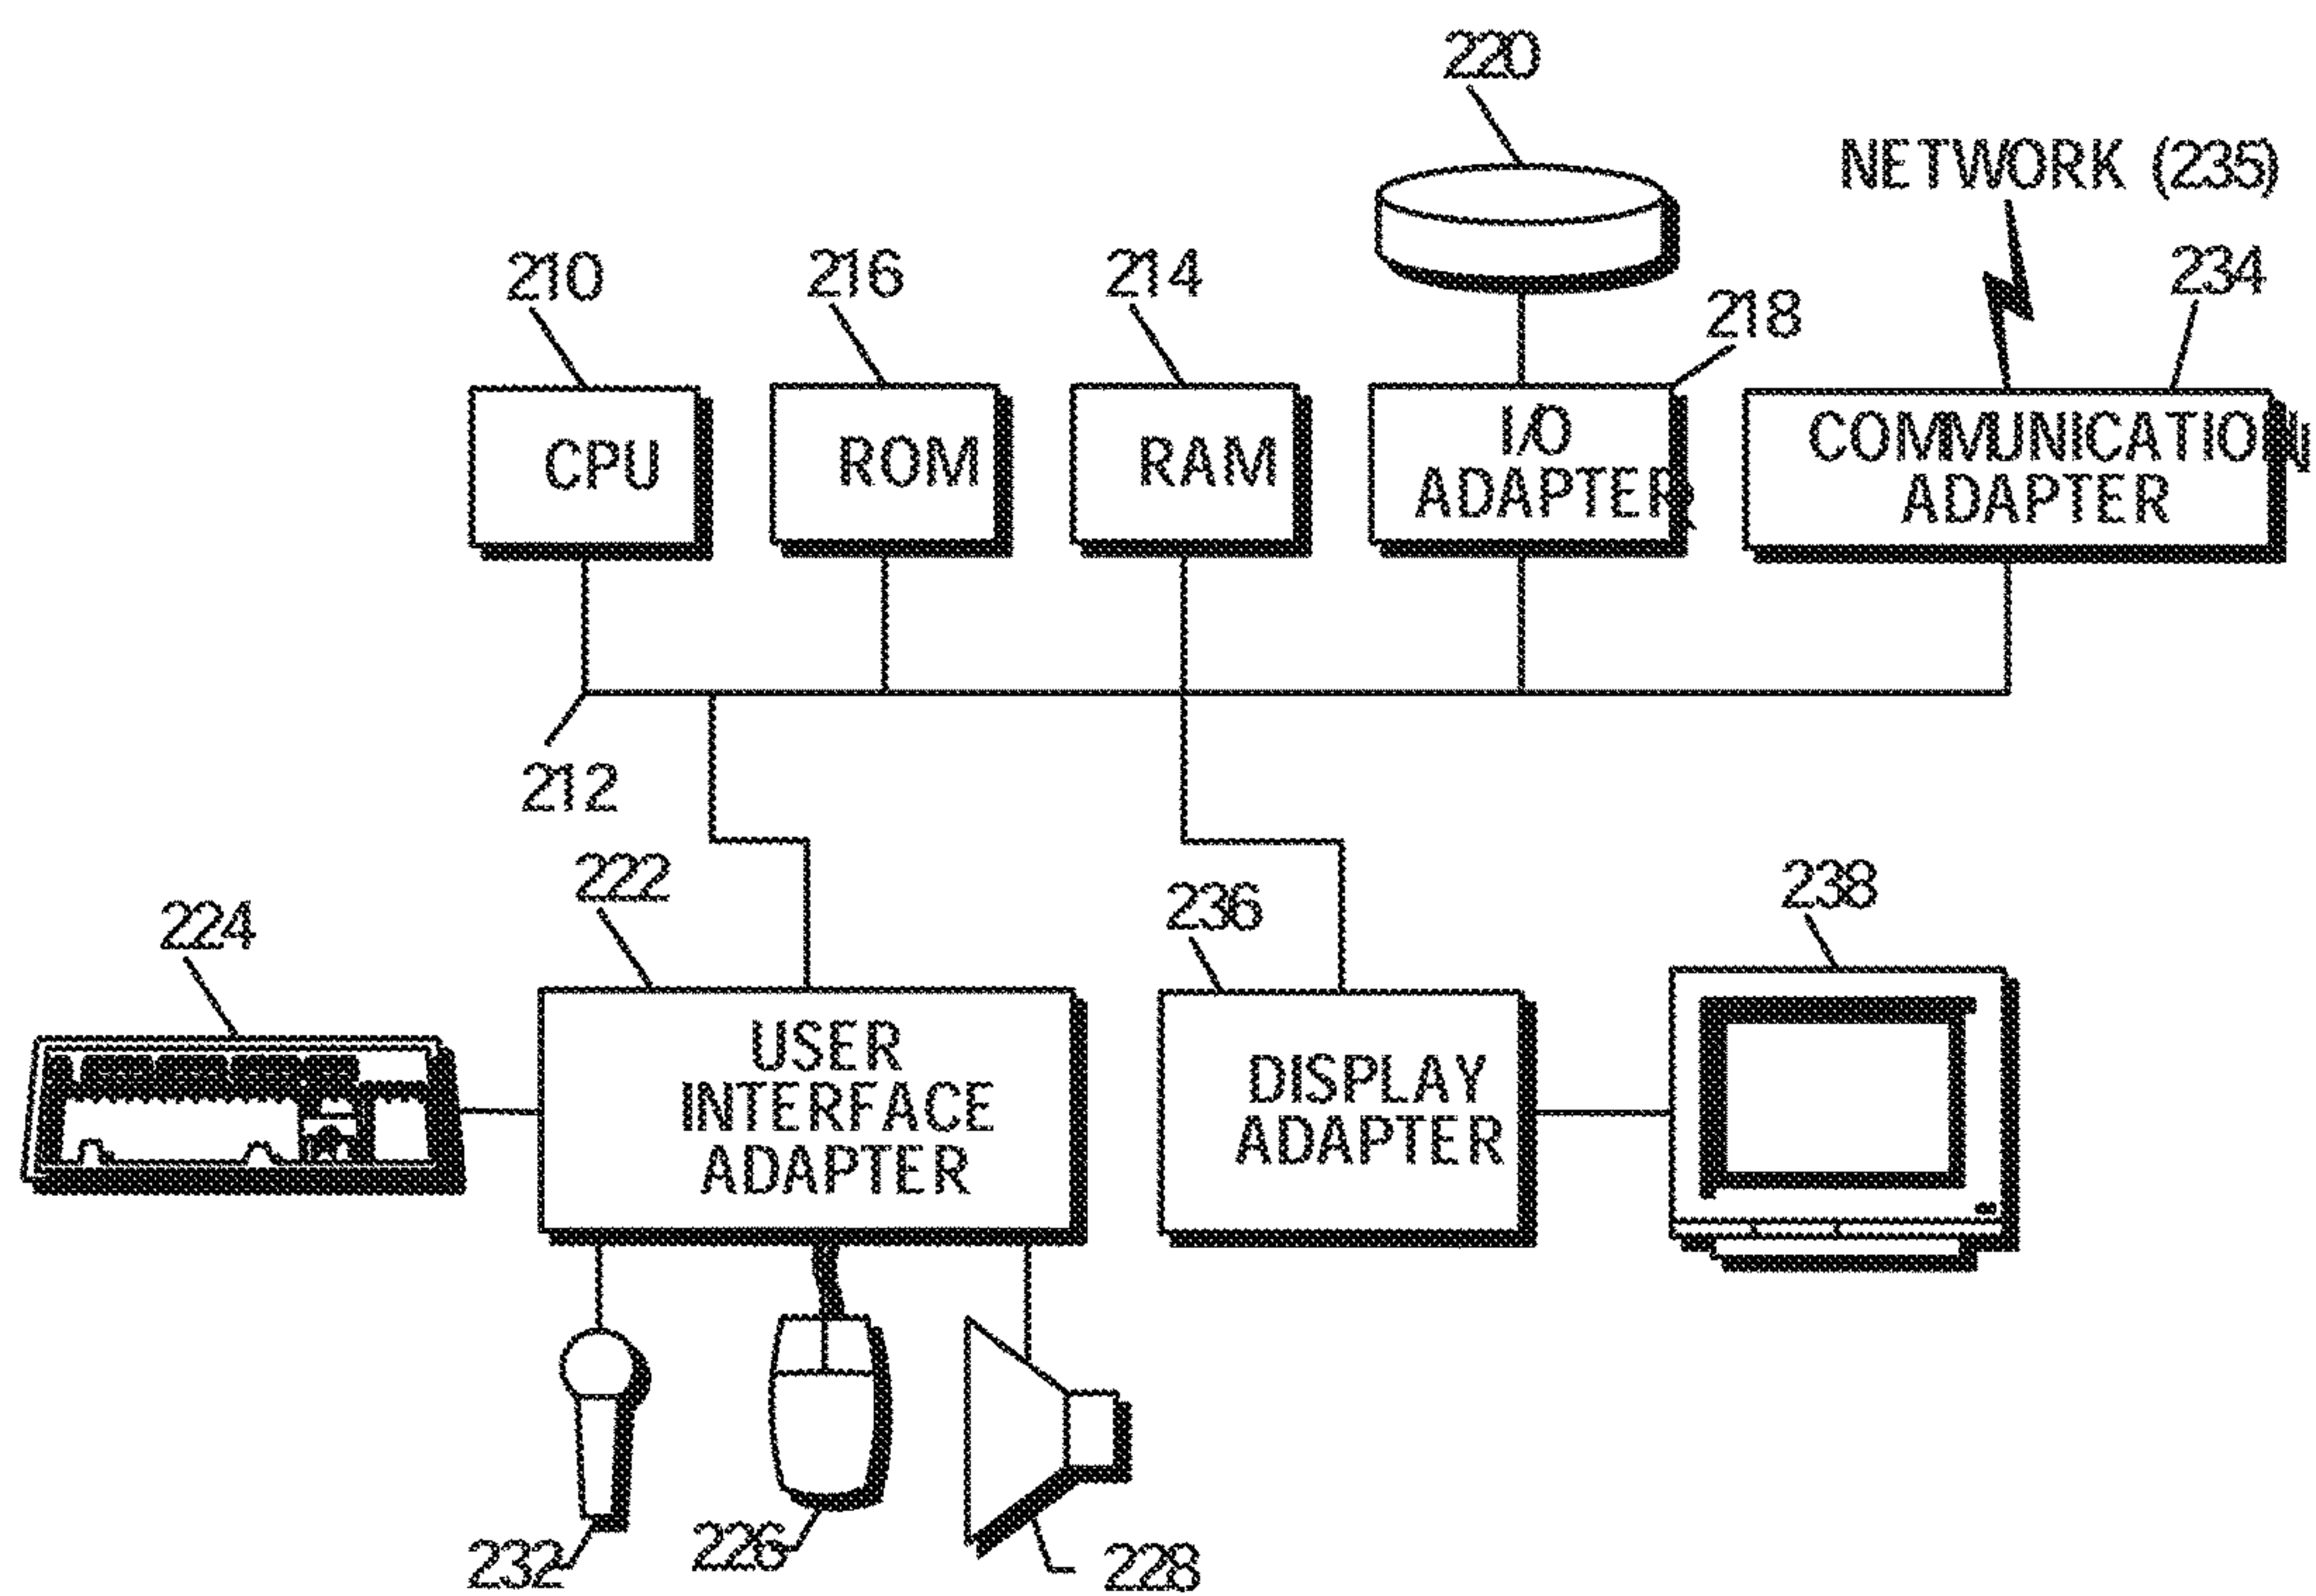 220
NETWORK (235)
210
216
214
218
234
CPU
ROM
RAM
I/O
ADAPTER
COMMUNICATION
ADAPTER
212
222
224
236
238
USER
INTERFACE
ADAPTER
DISPLAY
ADAPTER
232
226
228